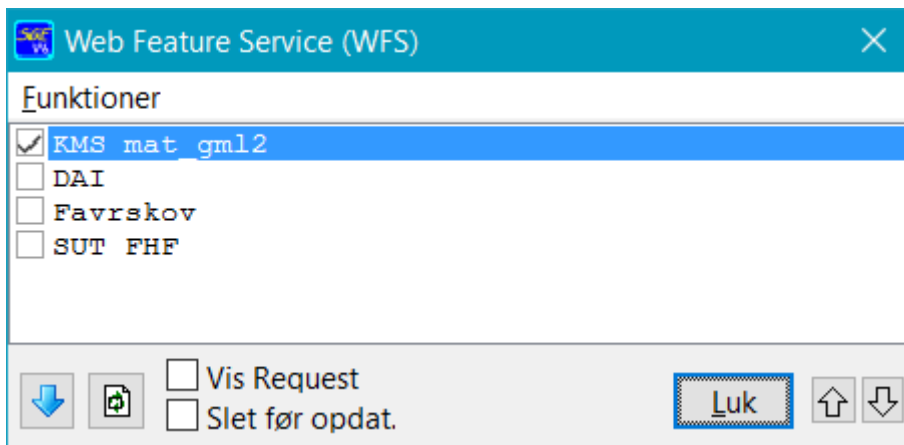 Web Feature Service (WFS)
Funktioner
KMS mat_gml2
DAI
Favrskov
SUT FHF
Vis Request
Slet før opdat.
Luk